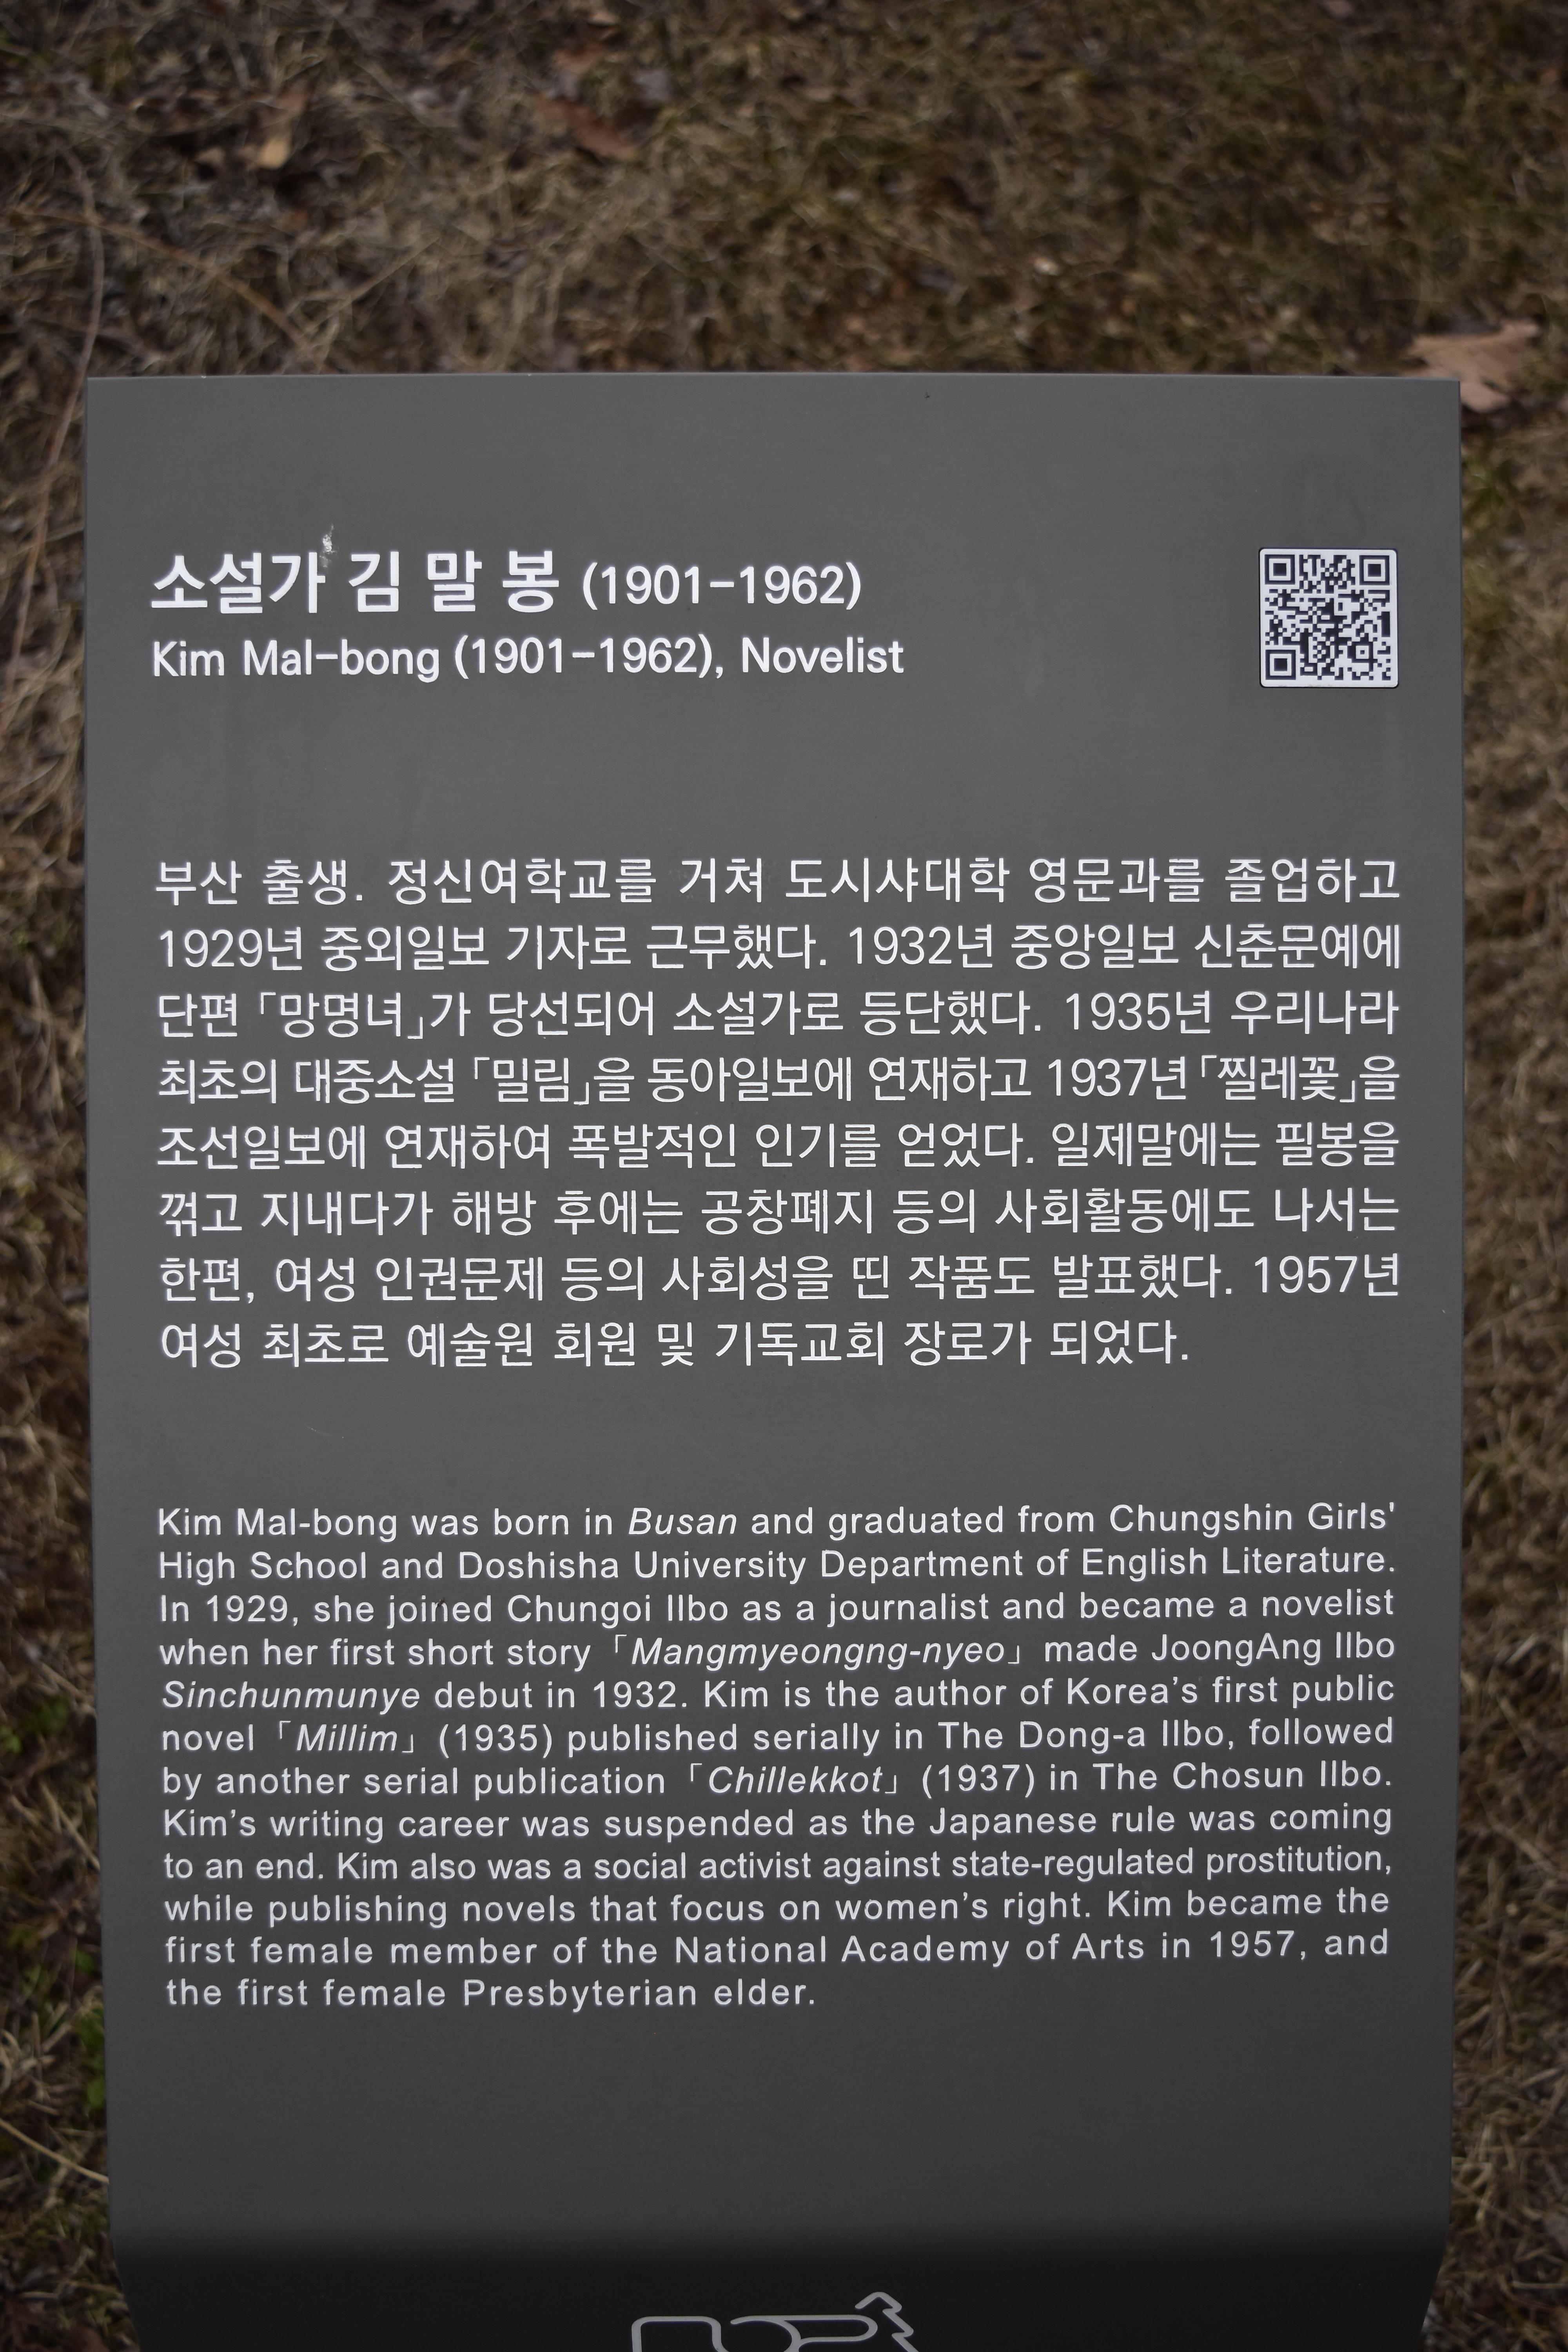 소설가 김 말 봉 (1901-1962)
Kim Mal-bong (1901-1962), Novelist
부산 출생. 정신여학교를 거쳐 도시샤대학 영문과를 졸업하고
1929년 중외일보 기자로 근무했다. 1932년 중앙일보 신춘문예에
단편 「망명녀」가 당선되어 소설가로 등단했다. 1935년 우리나라
최초의 대중소설 「밀림」을 동아일보에 연재하고 1937년 「찔레꽃」을
조선일보에 연재하여 폭발적인 인기를 얻었다. 일제말에는 필봉을
꺾고 지내다가 해방 후에는 공창폐지 등의 사회활동에도 나서는
한편, 여성 인권문제 등의 사회성을 띤 작품도 발표했다. 1957년
여성 최초로 예술원 회원 및 기독교회 장로가 되었다.
Kim Mal-bong was born in Busan and graduated from Chungshin Girls'
High School and Doshisha University Department of English Literature.
In 1929, she joined Chungoi Ilbo as a journalist and became a novelist
when her first short story 「Mangmyeongng-nyeo」 made JoongAng Ilbo
Sinchunmunye debut in 1932. Kim is the author of Korea's first public
novel 「Millim」 (1935) published serially in The Dong-a Ilbo, followed
by another serial publication 「Chillekkot」 (1937) in The Chosun Ilbo.
Kim's writing career was suspended as the Japanese rule was coming
to an end. Kim also was a social activist against state-regulated prostitution,
while publishing novels that focus on women's right. Kim became the
first female member of the National Academy of Arts in 1957, and
the first female Presbyterian elder.